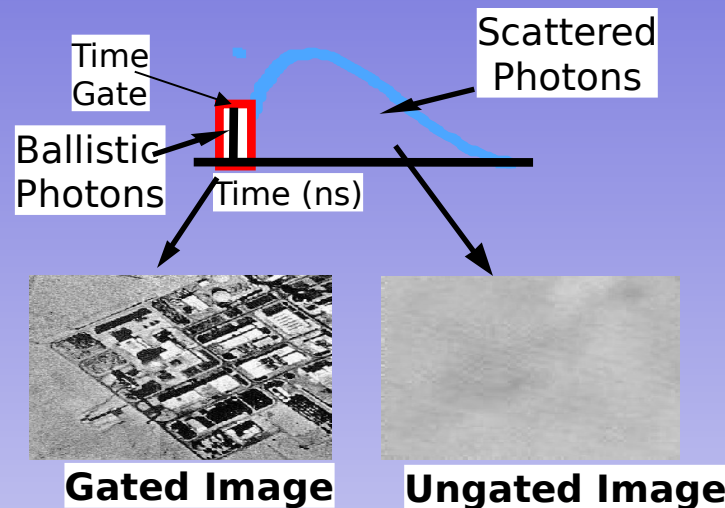 Time
Gate
Scattered
Photons
Ballistic
Photons
Time (ns)
Gated Image
Ungated Image